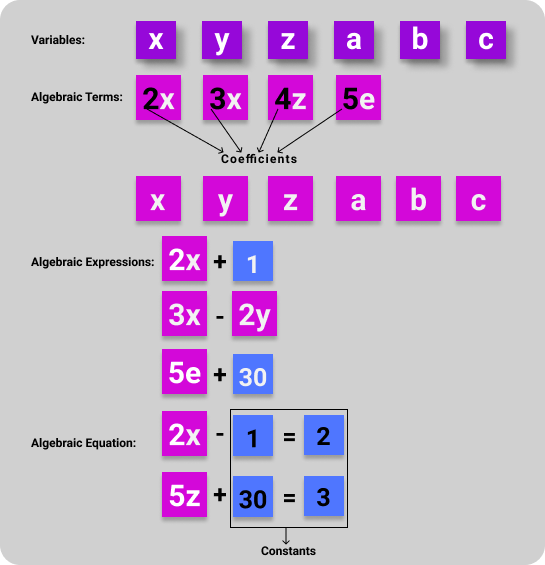 Variables: x y z a b c
Algebraic Terms: 2x 3x 4z 5e
Coefficients
x y z a b c
Algebraic Expressions: 2x + 1
3x - 2y
5e + 30
Algebraic Equation: 2x - 1 = 2
5z + 30 = 3
Constants